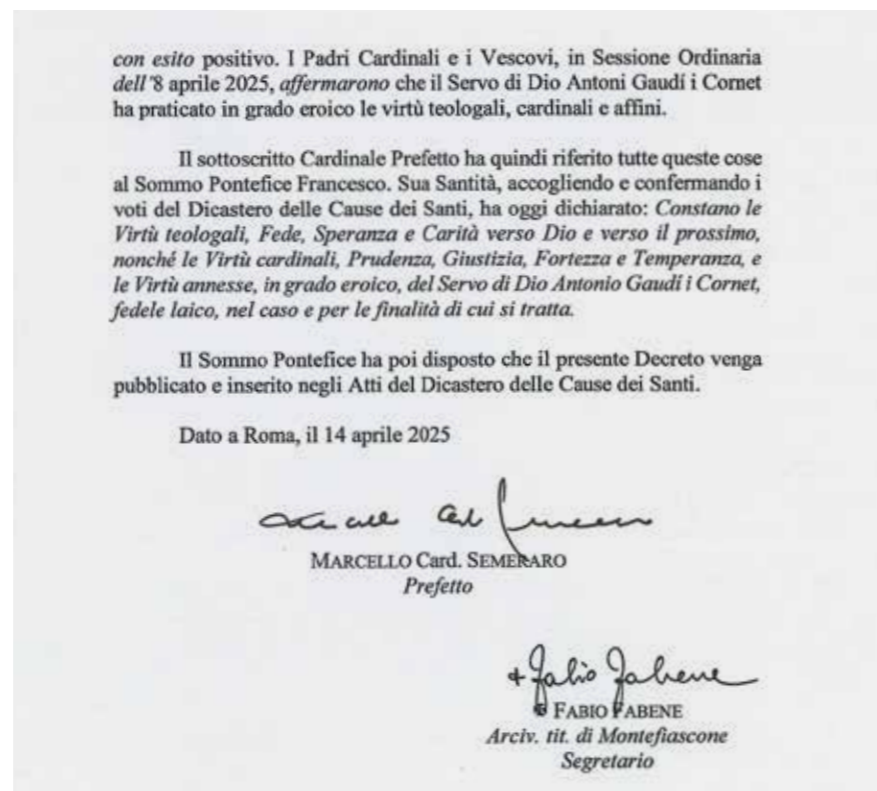 con esito positivo. I Padri Cardinali e i Vescovi, in Sessione Ordinaria
dell'8 aprile 2025, affermarono che il Servo di Dio Antoni Gaudí i Cornet
ha praticato in grado eroico le virtù teologali, cardinali e affini.
Il sottoscritto Cardinale Prefetto ha quindi riferito tutte queste cose
al Sommo Pontefice Francesco. Sua Santità, accogliendo e confermando i
voti del Dicastero delle Cause dei Santi, ha oggi dichiarato: Constano le
Virtù teologali, Fede, Speranza e Carità verso Dio e verso il prossimo,
nonché le Virtù cardinali, Prudenza, Giustizia, Fortezza e Temperanza, e
le Virtù annesse, in grado eroico, del Servo di Dio Antonio Gaudí i Cornet,
fedele laico, nel caso e per le finalità di cui si tratta.
Il Sommo Pontefice ha poi disposto che il presente Decreto venga
pubblicato e inserito negli Atti del Dicastero delle Cause dei Santi.
Dato a Roma, il 14 aprile 2025
MARCELLO Card. SEMERARO
Prefetto
+ Fabio Fabene
✠ FABIO FABENE
Arciv. tit. di Montefiascone
Segretario